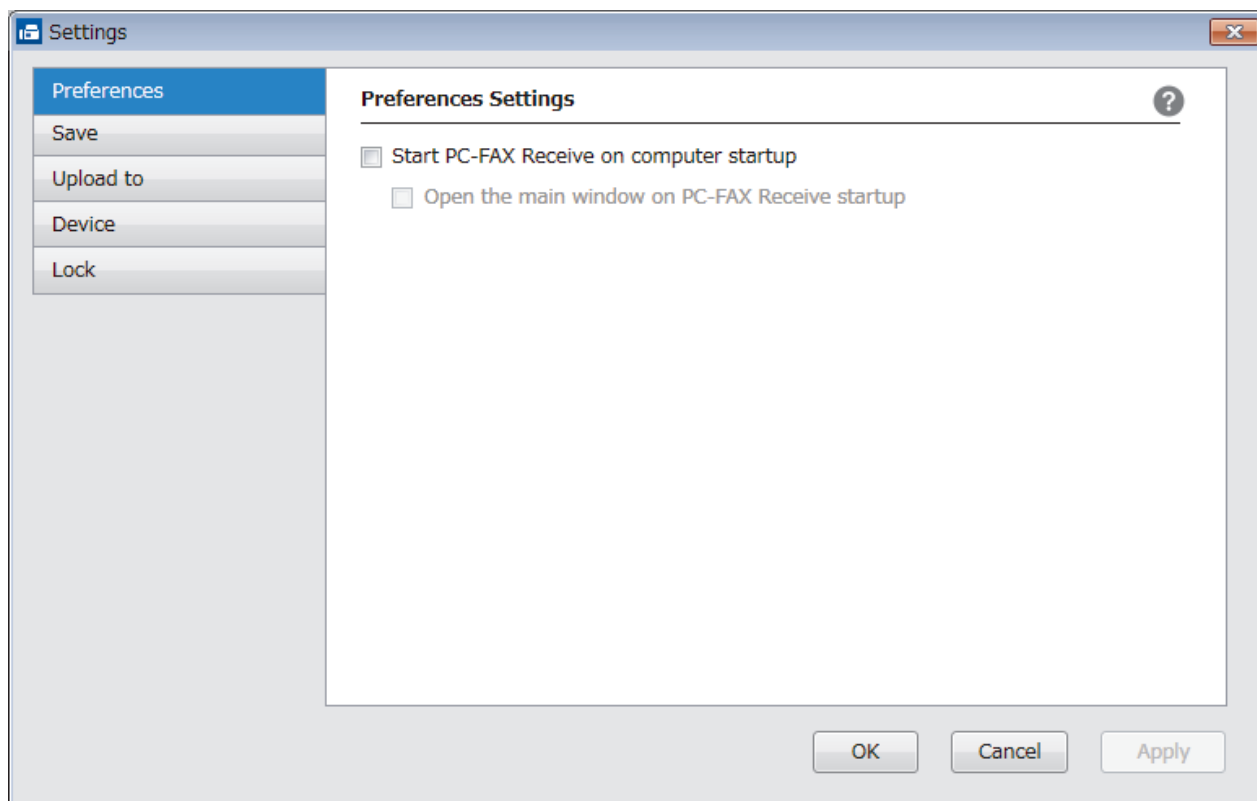 Settings
Preferences
Save
Upload to
Device
Lock
Preferences Settings
?
Start PC-FAX Receive on computer startup
Open the main window on PC-FAX Receive startup
OK
Cancel
Apply